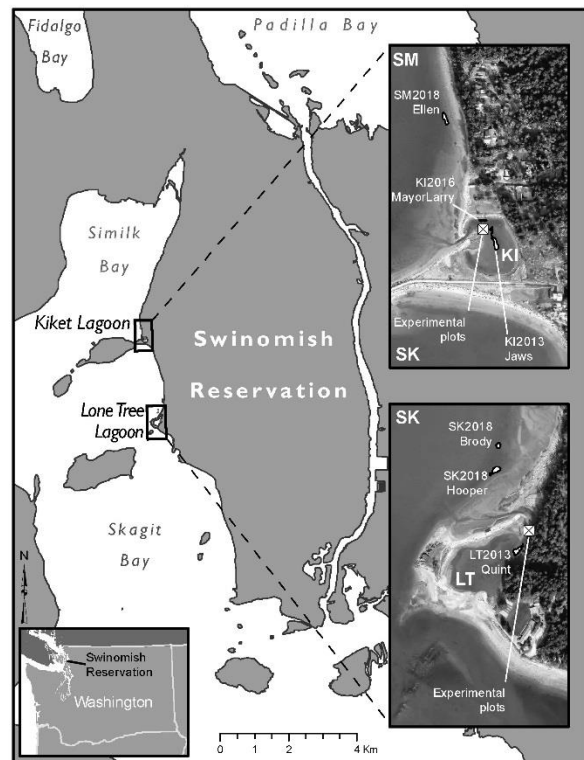 Fidalgo
Bay
Padilla Bay
Similk
Bay
Kiket Lagoon
Swinomish
Reservation
Lone Tree
Lagoon
Skagit
Bay
N
Swinomish
Reservation
Washington
0 1 2 4 Km
SM
SM2018
Ellen
KI2016
MayorLarry
KI
Experimental
plots
KI2013
Jaws
SK
SK
SK2018
Brody
SK2018
Hooper
LT2013
Quint
LT
Experimental
plots